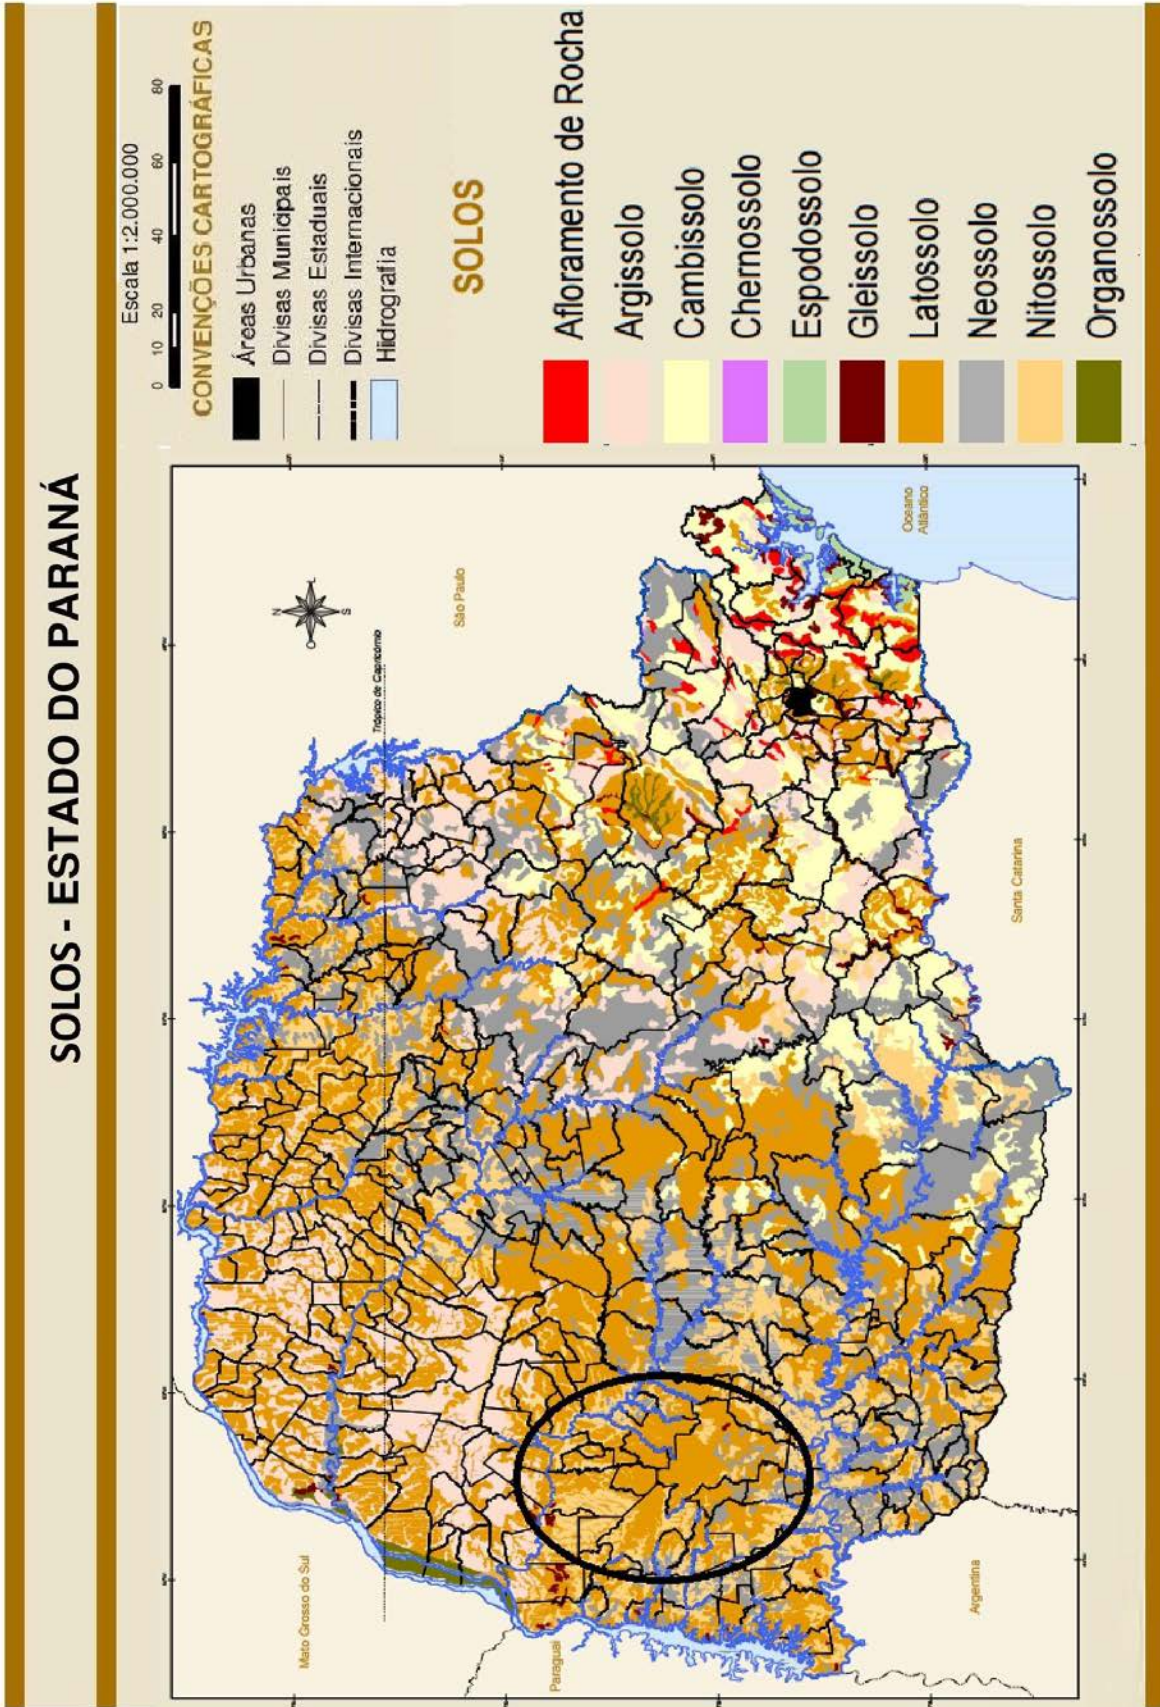 SOLOS - ESTADO DO PARANÁ
Escala 1:2.000.000
0 10 20 40 60 80
CONVENÇÕES CARTOGRÁFICAS
Áreas Urbanas
Divisas Municipais
Divisas Estaduais
Divisas Internacionais
Hidrografia
SOLOS
Afloramento de Rocha
Argissolo
Cambissolo
Chernossolo
Espodossolo
Gleissolo
Latossolo
Neossolo
Nitossolo
Organossolo
N
O
L
S
São Paulo
Trópico de Capricórnio
Mato Grosso do Sul
Paraguai
Argentina
Santa Catarina
Oceano
Atlântico